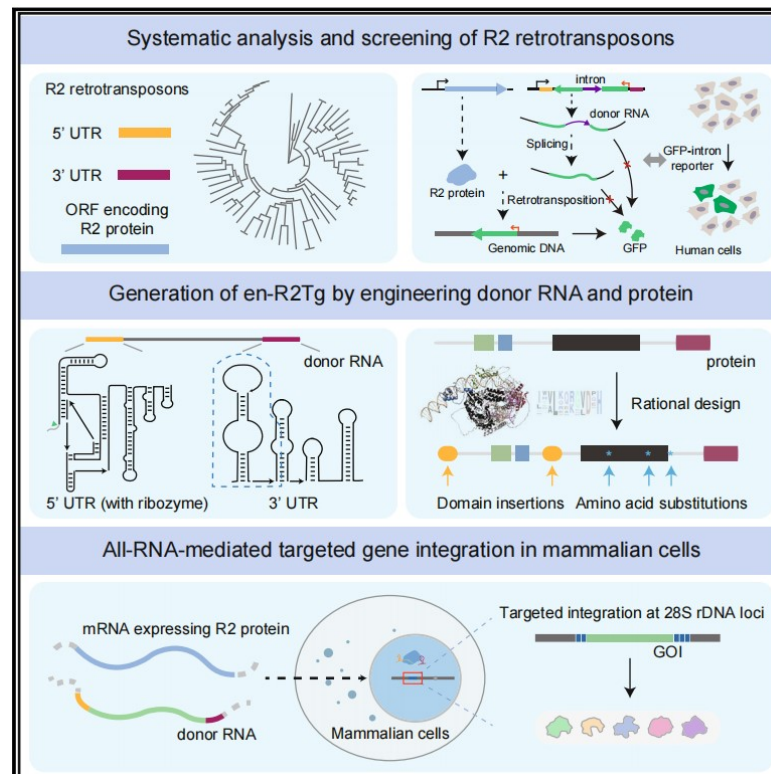 Systematic analysis and screening of R2 retrotransposons
R2 retrotransposons
5' UTR
3' UTR
ORF encoding
R2 protein
intron
donor RNA
Splicing
R2 protein
+
Retrotransposition
Genomic DNA
GFP
GFP-intron
reporter
Human cells
Generation of en-R2Tg by engineering donor RNA and protein
donor RNA
5' UTR (with ribozyme)
3' UTR
protein
Rational design
* * *
Domain insertions
Amino acid substitutions
All-RNA-mediated targeted gene integration in mammalian cells
mRNA expressing R2 protein
donor RNA
Mammalian cells
Targeted integration at 28S rDNA loci
GOI